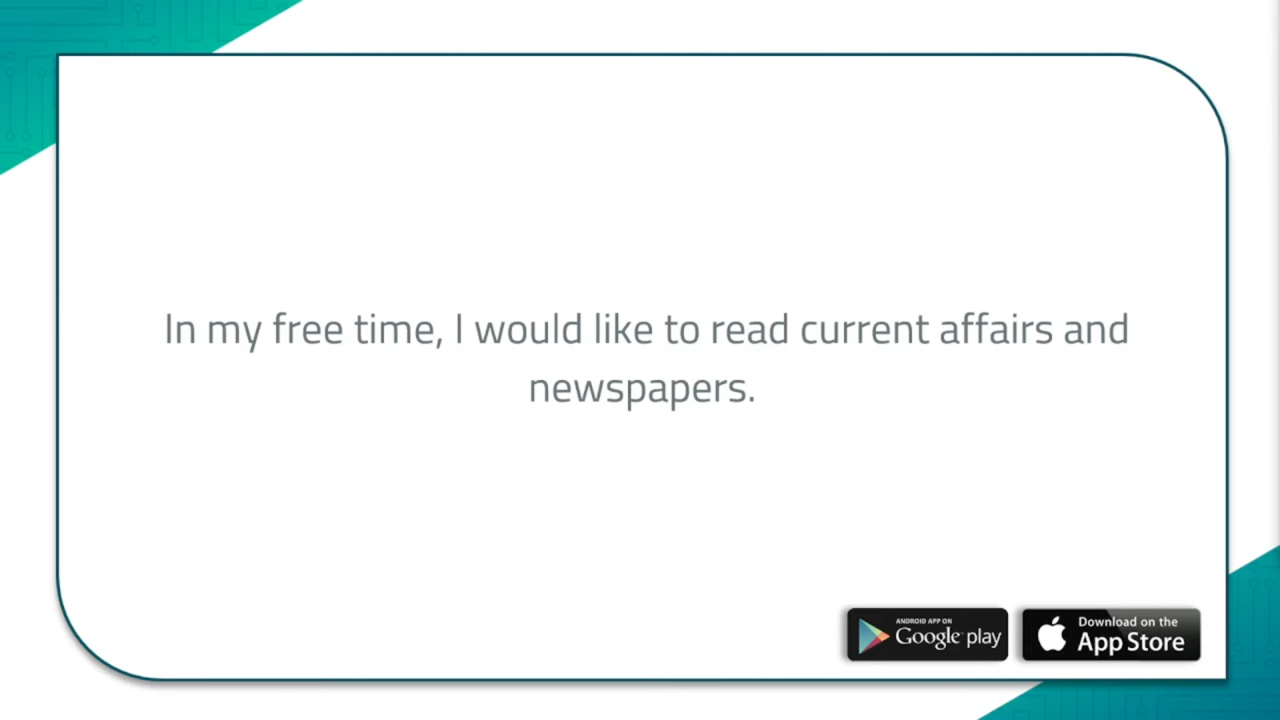 In my free time, I would like to read current affairs and
newspapers.
ANDROID APP ON
Google play
Download on the
App Store